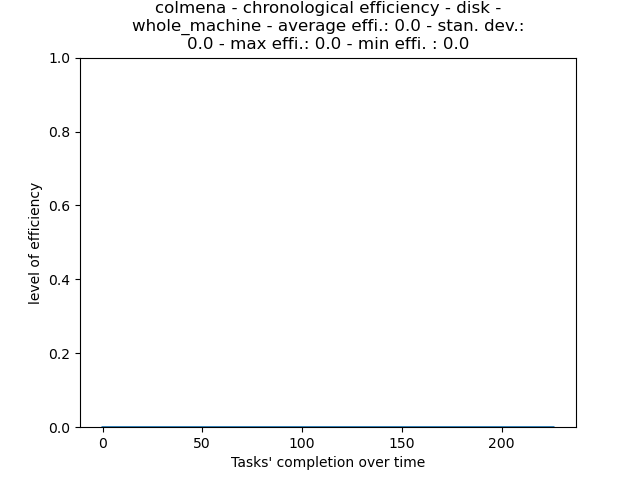 colmena - chronological efficiency - disk -
whole_machine - average effi.: 0.0 - stan. dev.:
0.0 - max effi.: 0.0 - min effi. : 0.0
1.0
0.8
0.6
0.4
0.2
0.0
level of efficiency
0
50
100
150
200
Tasks' completion over time